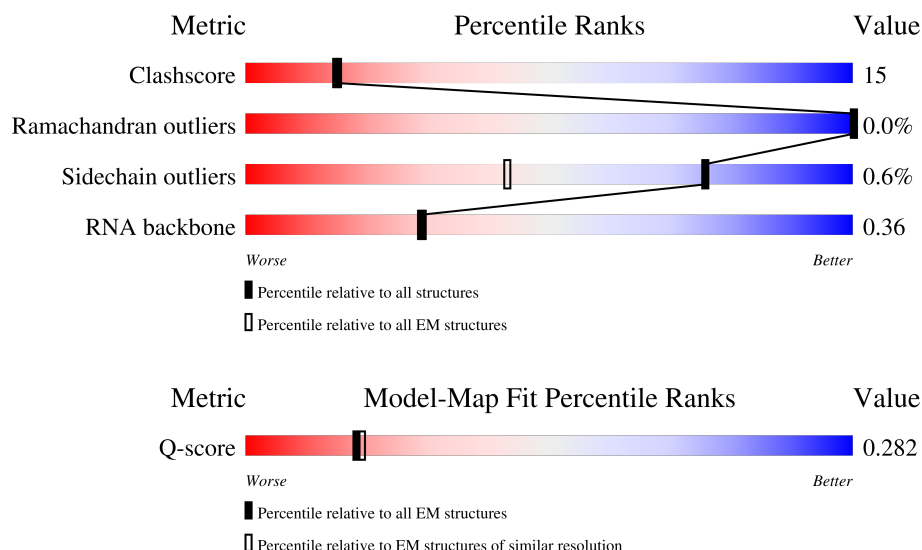 Metric Percentile Ranks Value
Clashscore 15
Ramachandran outliers 0.0%
Sidechain outliers 0.6%
RNA backbone 0.36
Worse Better
Percentile relative to all structures
Percentile relative to all EM structures
Metric Model-Map Fit Percentile Ranks Value
Q-score 0.282
Worse Better
Percentile relative to all EM structures
Percentile relative to EM structures of similar resolution